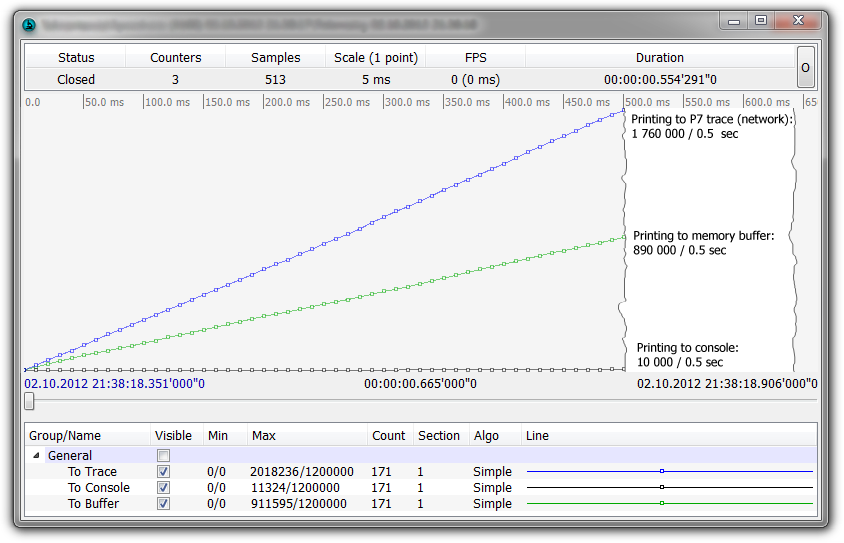 Status Counters Samples Scale (1 point) FPS Duration
Closed 3 513 5 ms 0 (0 ms) 00:00:00.554'291"0 O
0.0 50.0 ms 100.0 ms 150.0 ms 200.0 ms 250.0 ms 300.0 ms 350.0 ms 400.0 ms 450.0 ms 500.0 ms 550.0 ms 600.0 ms 65
Printing to P7 trace (network):
1 760 000 / 0.5 sec
Printing to memory buffer:
890 000 / 0.5 sec
Printing to console:
10 000 / 0.5 sec
02.10.2012 21:38:18.351'000"0 00:00:00.665'000"0 02.10.2012 21:38:18.906'000"0
Group/Name Visible Min Max Count Section Algo Line
General
To Trace 0/0 2018236/1200000 171 1 Simple
To Console 0/0 11324/1200000 171 1 Simple
To Buffer 0/0 911595/1200000 171 1 Simple